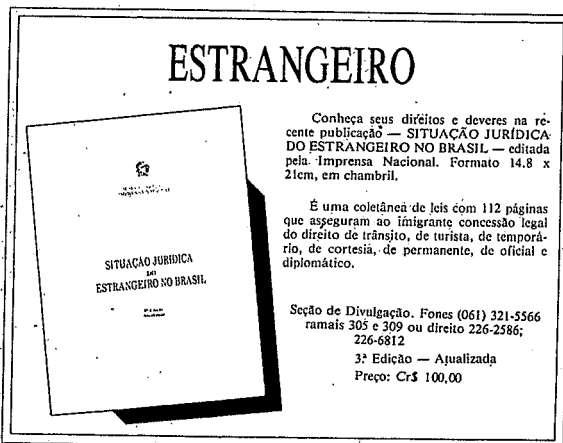 ESTRANGEIRO
Conheça seus direitos e deveres na re-
cente publicação — SITUAÇÃO JURÍDICA
DO ESTRANGEIRO NO BRASIL — editada
pela Imprensa Nacional. Formato 14.8 x
21cm, em chambril.
É uma coletânea de leis com 112 páginas
que asseguram ao imigrante concessão legal
do direito de trânsito, de turista, de temporá-
rio, de cortesia, de permanente, de oficial e
diplomático.
Seção de Divulgação. Fones (061) 321-5566
ramais 305 e 309 ou direito 226-2586;
226-6812
3ª Edição — Atualizada
Preço: Cr$ 100,00
SITUAÇÃO JURIDICA
DO
ESTRANGEIRO NO BRASIL